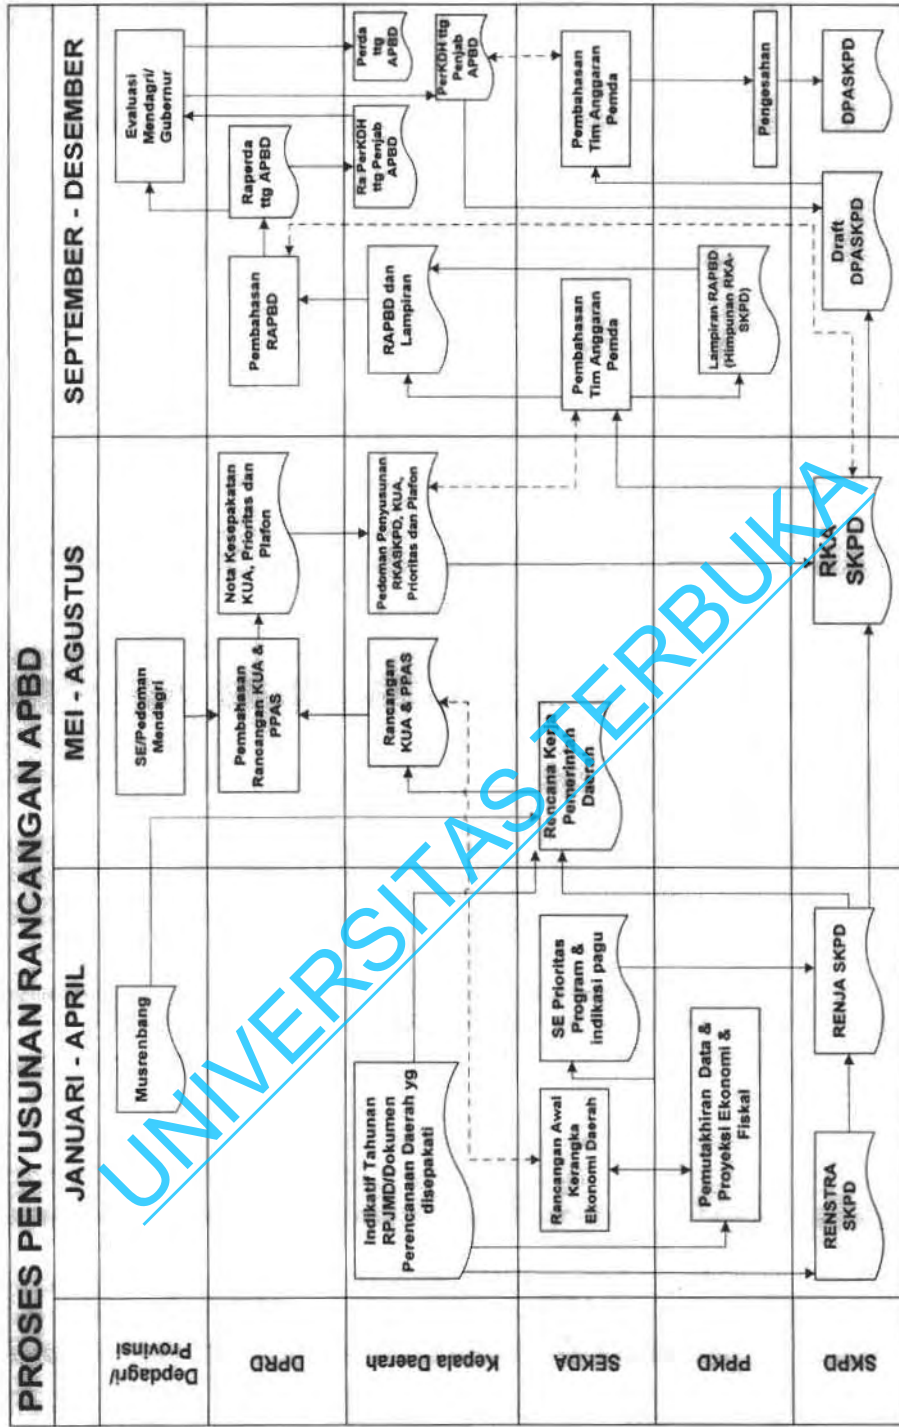 PROSES PENYUSUNAN RANCANGAN APBD
JANUARI - APRIL
MEI - AGUSTUS
SEPTEMBER - DESEMBER
Depdagri/
Provinsi
Musrenbang
SE/Pedoman
Mendagri
Evaluasi
Mendagri/
Gubernur
DPRD
Pembahasan
Rancangan KUA &
PPAS
Nota Kesepakatan
KUA, Prioritas dan
Plafon
Pembahasan
RAPBD
Raperda
ttg APBD
Kepala Daerah
Indikatif Tahunan
RPJMD/Dokumen
Perencanaan Daerah yg
disepakati
Rancangan
KUA & PPAS
Pedoman Penyusunan
RKASKPD, KUA,
Prioritas dan Plafon
RAPBD dan
Lampiran
Ra PerKDH
ttg Penjab
APBD
Perda
ttg
APBD
PerKDH ttg
Penjab
APBD
SEKDA
Rancangan Awal
Kerangka
Ekonomi Daerah
SE Prioritas
Program &
indikasi pagu
Rencana Kerja
Pemerintah
Daerah
Pembahasan
Tim Anggaran
Pemda
Pembahasan
Tim Anggaran
Pemda
PPKD
Pemutakhiran Data &
Proyeksi Ekonomi &
Fiskal
Lampiran RAPBD
(Himpunan RKA-
SKPD)
Pengesahan
SKPD
RENSTRA
SKPD
RENJA SKPD
RKA
SKPD
Draft
DPASKPD
DPASKPD
UNIVERSITAS TERBUKA